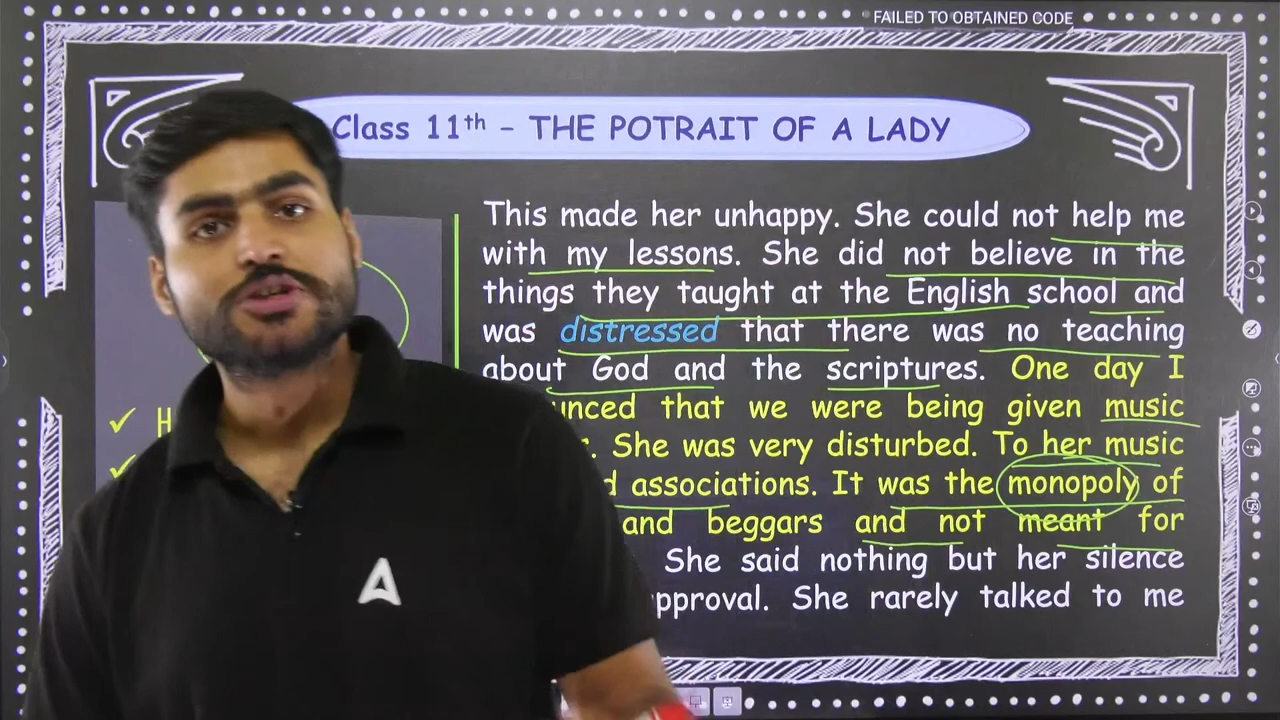 FAILED TO OBTAINED CODE
Class 11th - THE POTRAIT OF A LADY
This made her unhappy. She could not help me
with my lessons. She did not believe in the
things they taught at the English school and
was distressed that there was no teaching
about God and the scriptures. One day I
that we were being given music
She was very disturbed. To her music
associations. It was the monopoly of
and beggars and not meant for
She said nothing but her silence
She rarely talked to me